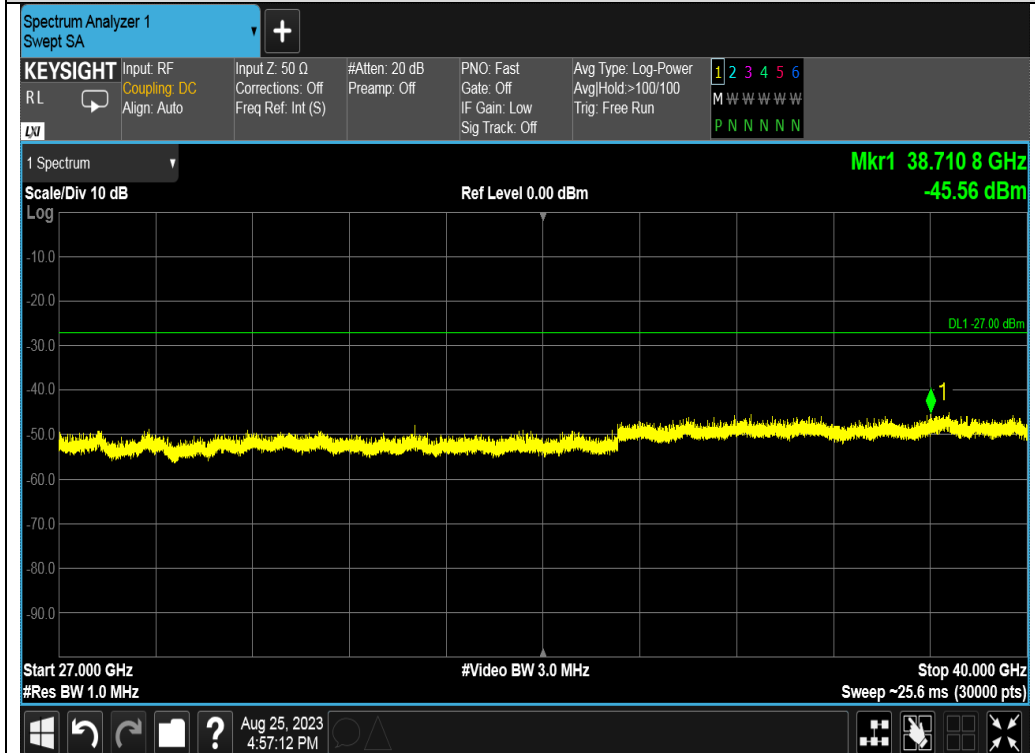 Spectrum Analyzer 1
Swept SA
+
KEYSIGHT
RL
LXI
Input: RF
Coupling: DC
Align: Auto
Input Z: 50 Ω
Corrections: Off
Freq Ref: Int (S)
#Atten: 20 dB
Preamp: Off
PNO: Fast
Gate: Off
IF Gain: Low
Sig Track: Off
Avg Type: Log-Power
Avg|Hold:>100/100
Trig: Free Run
1 2 3 4 5 6
M W W W W W
P N N N N N
1 Spectrum
Mkr1 38.710 8 GHz
-45.56 dBm
Scale/Div 10 dB
Ref Level 0.00 dBm
Log
-10.0
-20.0
DL1 -27.00 dBm
-30.0
-40.0
1
-50.0
-60.0
-70.0
-80.0
-90.0
Start 27.000 GHz
#Video BW 3.0 MHz
Stop 40.000 GHz
#Res BW 1.0 MHz
Sweep ~25.6 ms (30000 pts)
?
Aug 25, 2023
4:57:12 PM